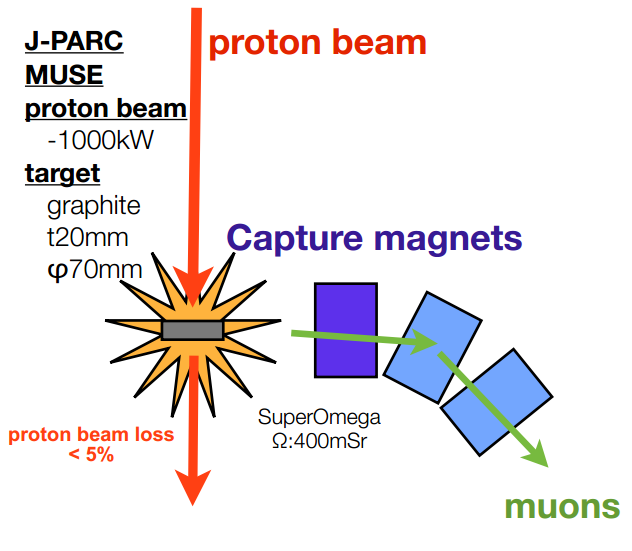 J-PARC
MUSE
proton beam
-1000kW
target
graphite
t20mm
φ70mm
proton beam
Capture magnets
SuperOmega
Ω:400mSr
proton beam loss
< 5%
muons